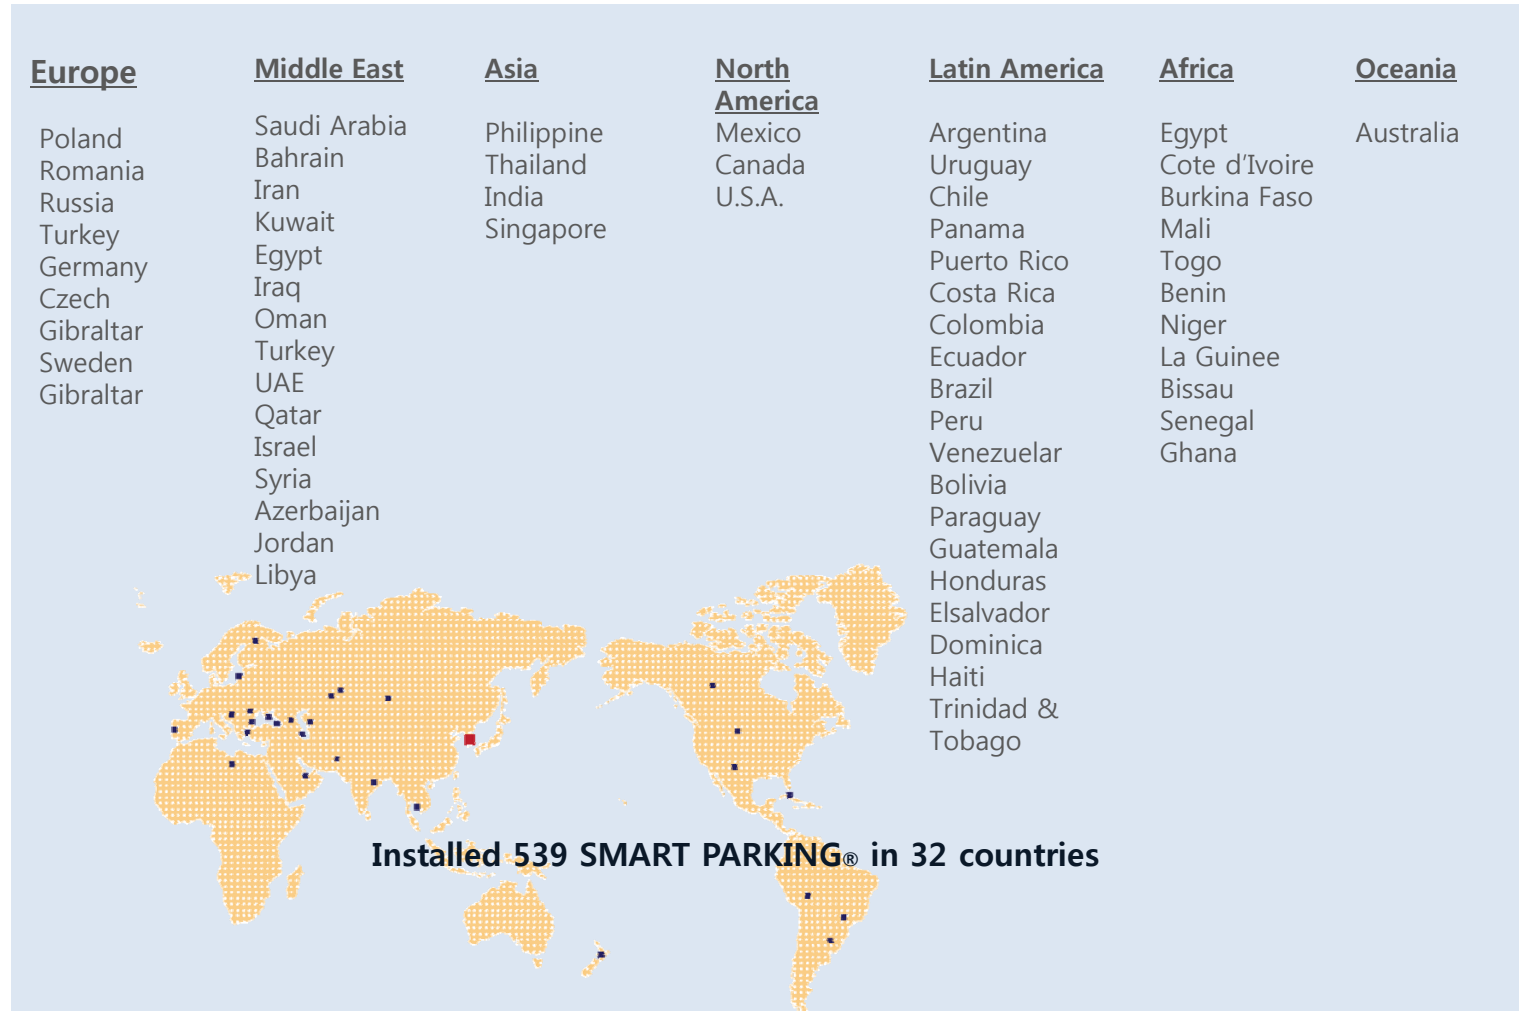 Europe
Poland
Romania
Russia
Turkey
Germany
Czech
Gibraltar
Sweden
Gibraltar
Middle East
Saudi Arabia
Bahrain
Iran
Kuwait
Egypt
Iraq
Oman
Turkey
UAE
Qatar
Israel
Syria
Azerbaijan
Jordan
Libya
Asia
Philippine
Thailand
India
Singapore
North
America
Mexico
Canada
U.S.A.
Latin America
Argentina
Uruguay
Chile
Panama
Puerto Rico
Costa Rica
Colombia
Ecuador
Brazil
Peru
Venezuelar
Bolivia
Paraguay
Guatemala
Honduras
Elsalvador
Dominica
Haiti
Trinidad &
Tobago
Africa
Egypt
Cote d'Ivoire
Burkina Faso
Mali
Togo
Benin
Niger
La Guinee
Bissau
Senegal
Ghana
Oceania
Australia
Installed 539 SMART PARKING® in 32 countries